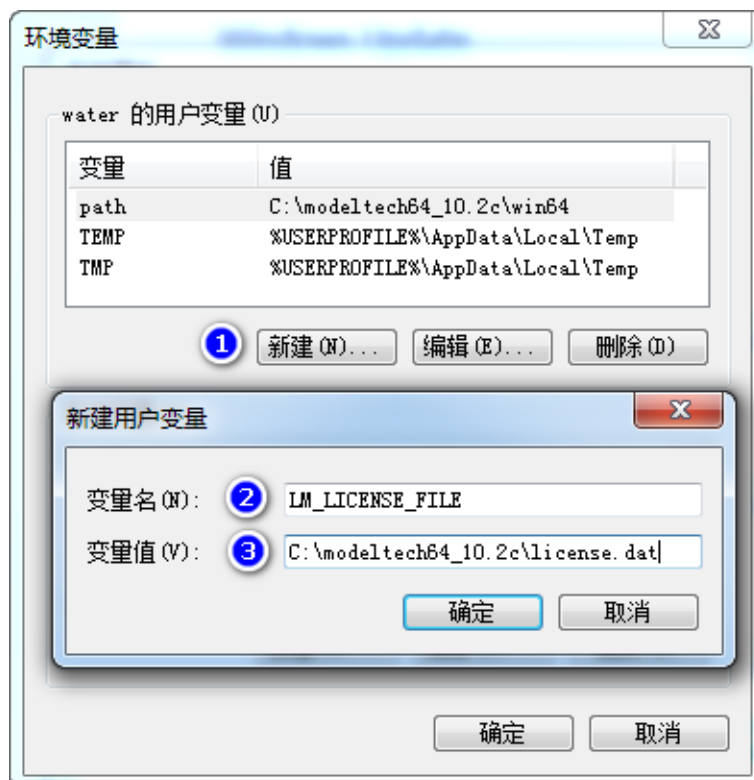 环境变量
water 的用户变量(U)
变量 值
path C:\modeltech64_10.2c\win64
TEMP %USERPROFILE%\AppData\Local\Temp
TMP %USERPROFILE%\AppData\Local\Temp
1 新建(N)... 编辑(E)... 删除(D)
新建用户变量
变量名(N): 2 LM_LICENSE_FILE
变量值(V): 3 C:\modeltech64_10.2c\license.dat
确定 取消
确定 取消